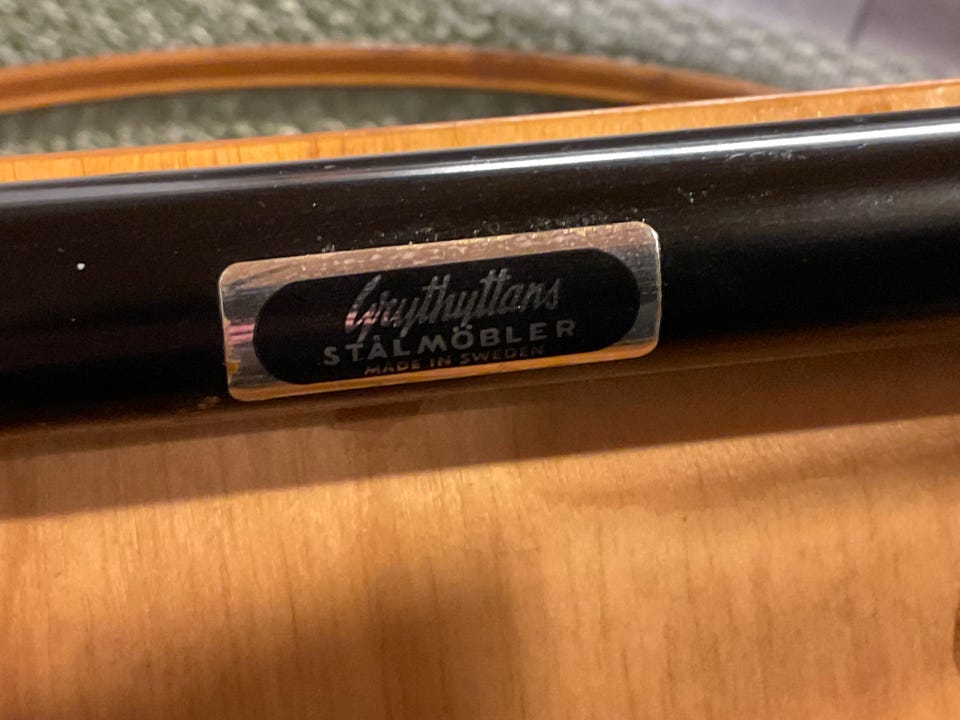 Grythyttans
STÅLMÖBLER
MADE IN SWEDEN